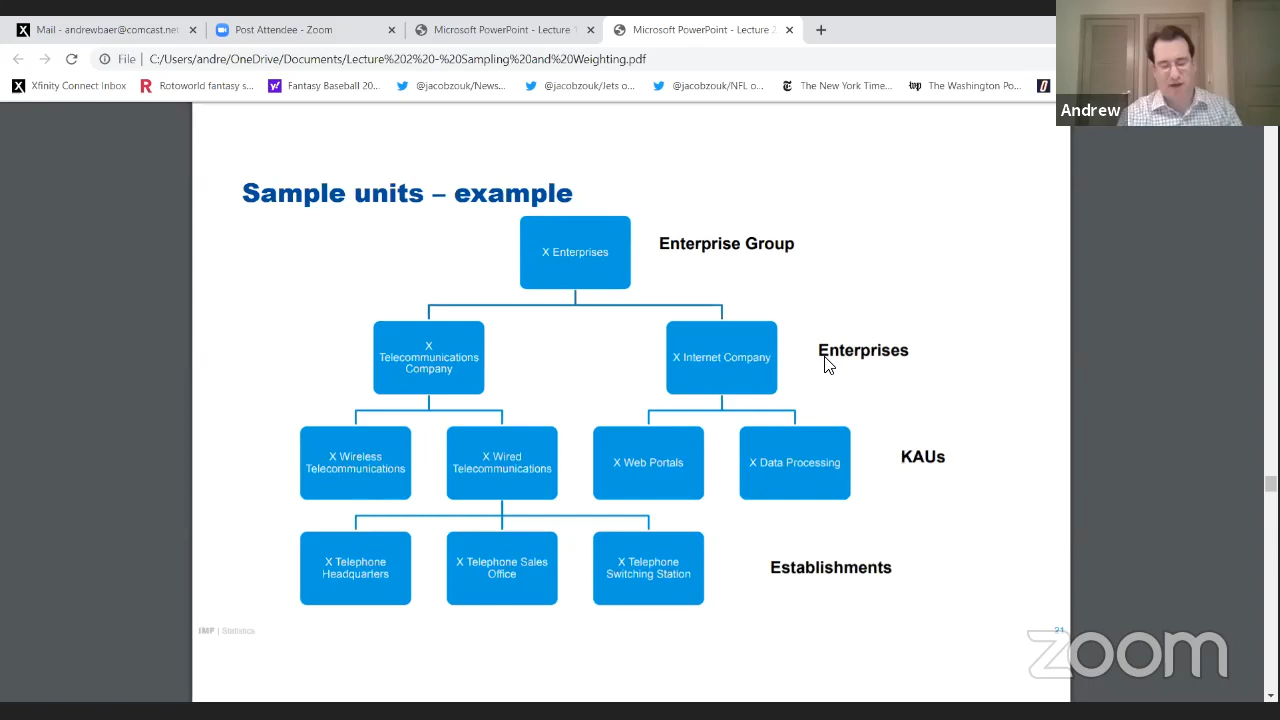 Mail - andrewbaer@comcast.net
Post Attendee - Zoom
Microsoft PowerPoint - Lecture 1
Microsoft PowerPoint - Lecture 2
File
C:/Users/andre/OneDrive/Documents/Lecture%202%20-%20Sampling%20and%20Weighting.pdf
Xfinity Connect Inbox
Rotoworld fantasy s...
Fantasy Baseball 20...
@jacobzouk/News...
@jacobzouk/Jets o...
@jacobzouk/NFL o...
The New York Time...
The Washington Po...
Andrew
Sample units – example
X Enterprises
Enterprise Group
X
Telecommunications
Company
X Internet Company
Enterprises
X Wireless
Telecommunications
X Wired
Telecommunications
X Web Portals
X Data Processing
KAUs
X Telephone
Headquarters
X Telephone Sales
Office
X Telephone
Switching Station
Establishments
IMF | Statistics
21
zoom